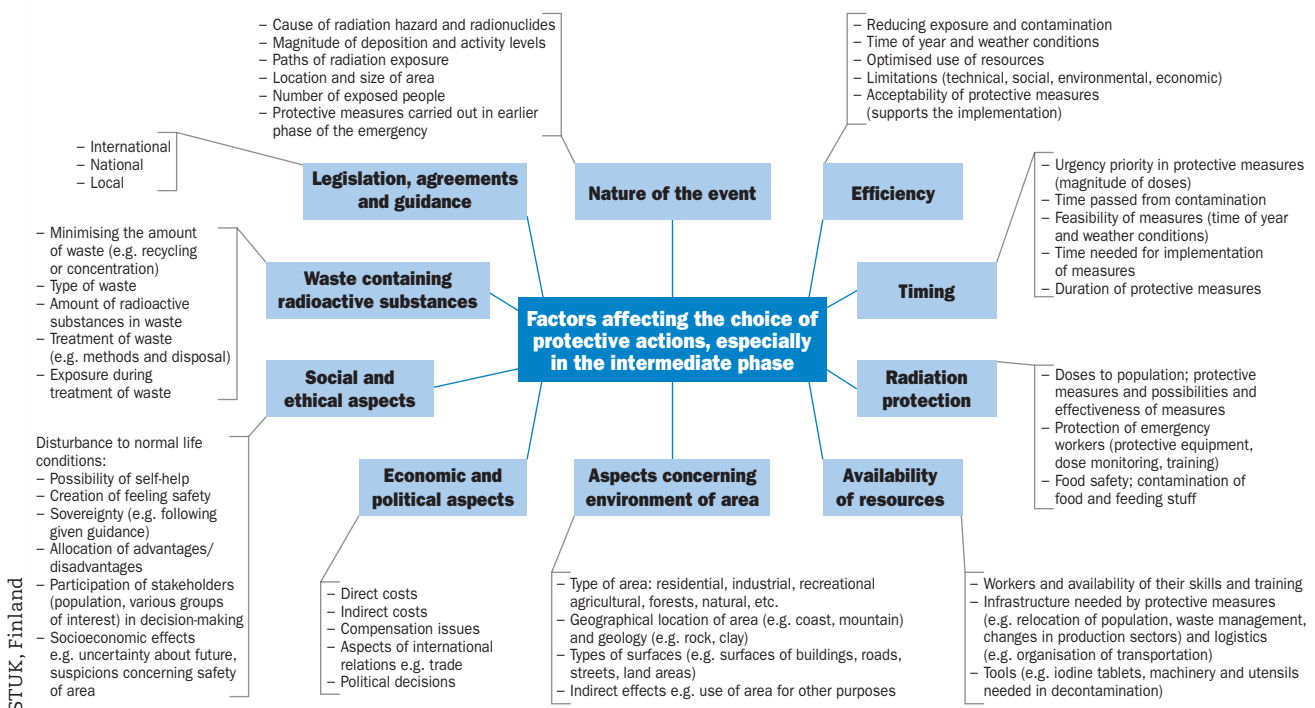 – Cause of radiation hazard and radionuclides
– Magnitude of deposition and activity levels
– Paths of radiation exposure
– Location and size of area
– Number of exposed people
– Protective measures carried out in earlier
phase of the emergency
– Reducing exposure and contamination
– Time of year and weather conditions
– Optimised use of resources
– Limitations (technical, social, environmental, economic)
– Acceptability of protective measures
(supports the implementation)
– International
– National
– Local
Legislation, agreements
and guidance
Nature of the event
Efficiency
– Urgency priority in protective measures
(magnitude of doses)
– Time passed from contamination
– Feasibility of measures (time of year
and weather conditions)
– Time needed for implementation
of measures
– Duration of protective measures
– Minimising the amount
of waste (e.g. recycling
or concentration)
– Type of waste
– Amount of radioactive
substances in waste
– Treatment of waste
(e.g. methods and disposal)
– Exposure during
treatment of waste
Waste containing
radioactive substances
Timing
Factors affecting the choice of
protective actions, especially
in the intermediate phase
Social and
ethical aspects
Radiation
protection
– Doses to population; protective
measures and possibilities and
effectiveness of measures
– Protection of emergency
workers (protective equipment,
dose monitoring, training)
– Food safety; contamination of
food and feeding stuff
Disturbance to normal life
conditions:
– Possibility of self-help
– Creation of feeling safety
– Sovereignty (e.g. following
given guidance)
– Allocation of advantages/
disadvantages
– Participation of stakeholders
(population, various groups
of interest) in decision-making
– Socioeconomic effects
e.g. uncertainty about future,
suspicions concerning safety
of area
Economic and
political aspects
Aspects concerning
environment of area
Availability
of resources
– Direct costs
– Indirect costs
– Compensation issues
– Aspects of international
relations e.g. trade
– Political decisions
– Type of area: residential, industrial, recreational
agricultural, forests, natural, etc.
– Geographical location of area (e.g. coast, mountain)
and geology (e.g. rock, clay)
– Types of surfaces (e.g. surfaces of buildings, roads,
streets, land areas)
– Indirect effects e.g. use of area for other purposes
– Workers and availability of their skills and training
– Infrastructure needed by protective measures
(e.g. relocation of population, waste management,
changes in production sectors) and logistics
(e.g. organisation of transportation)
– Tools (e.g. iodine tablets, machinery and utensils
needed in decontamination)
STUK, Finland